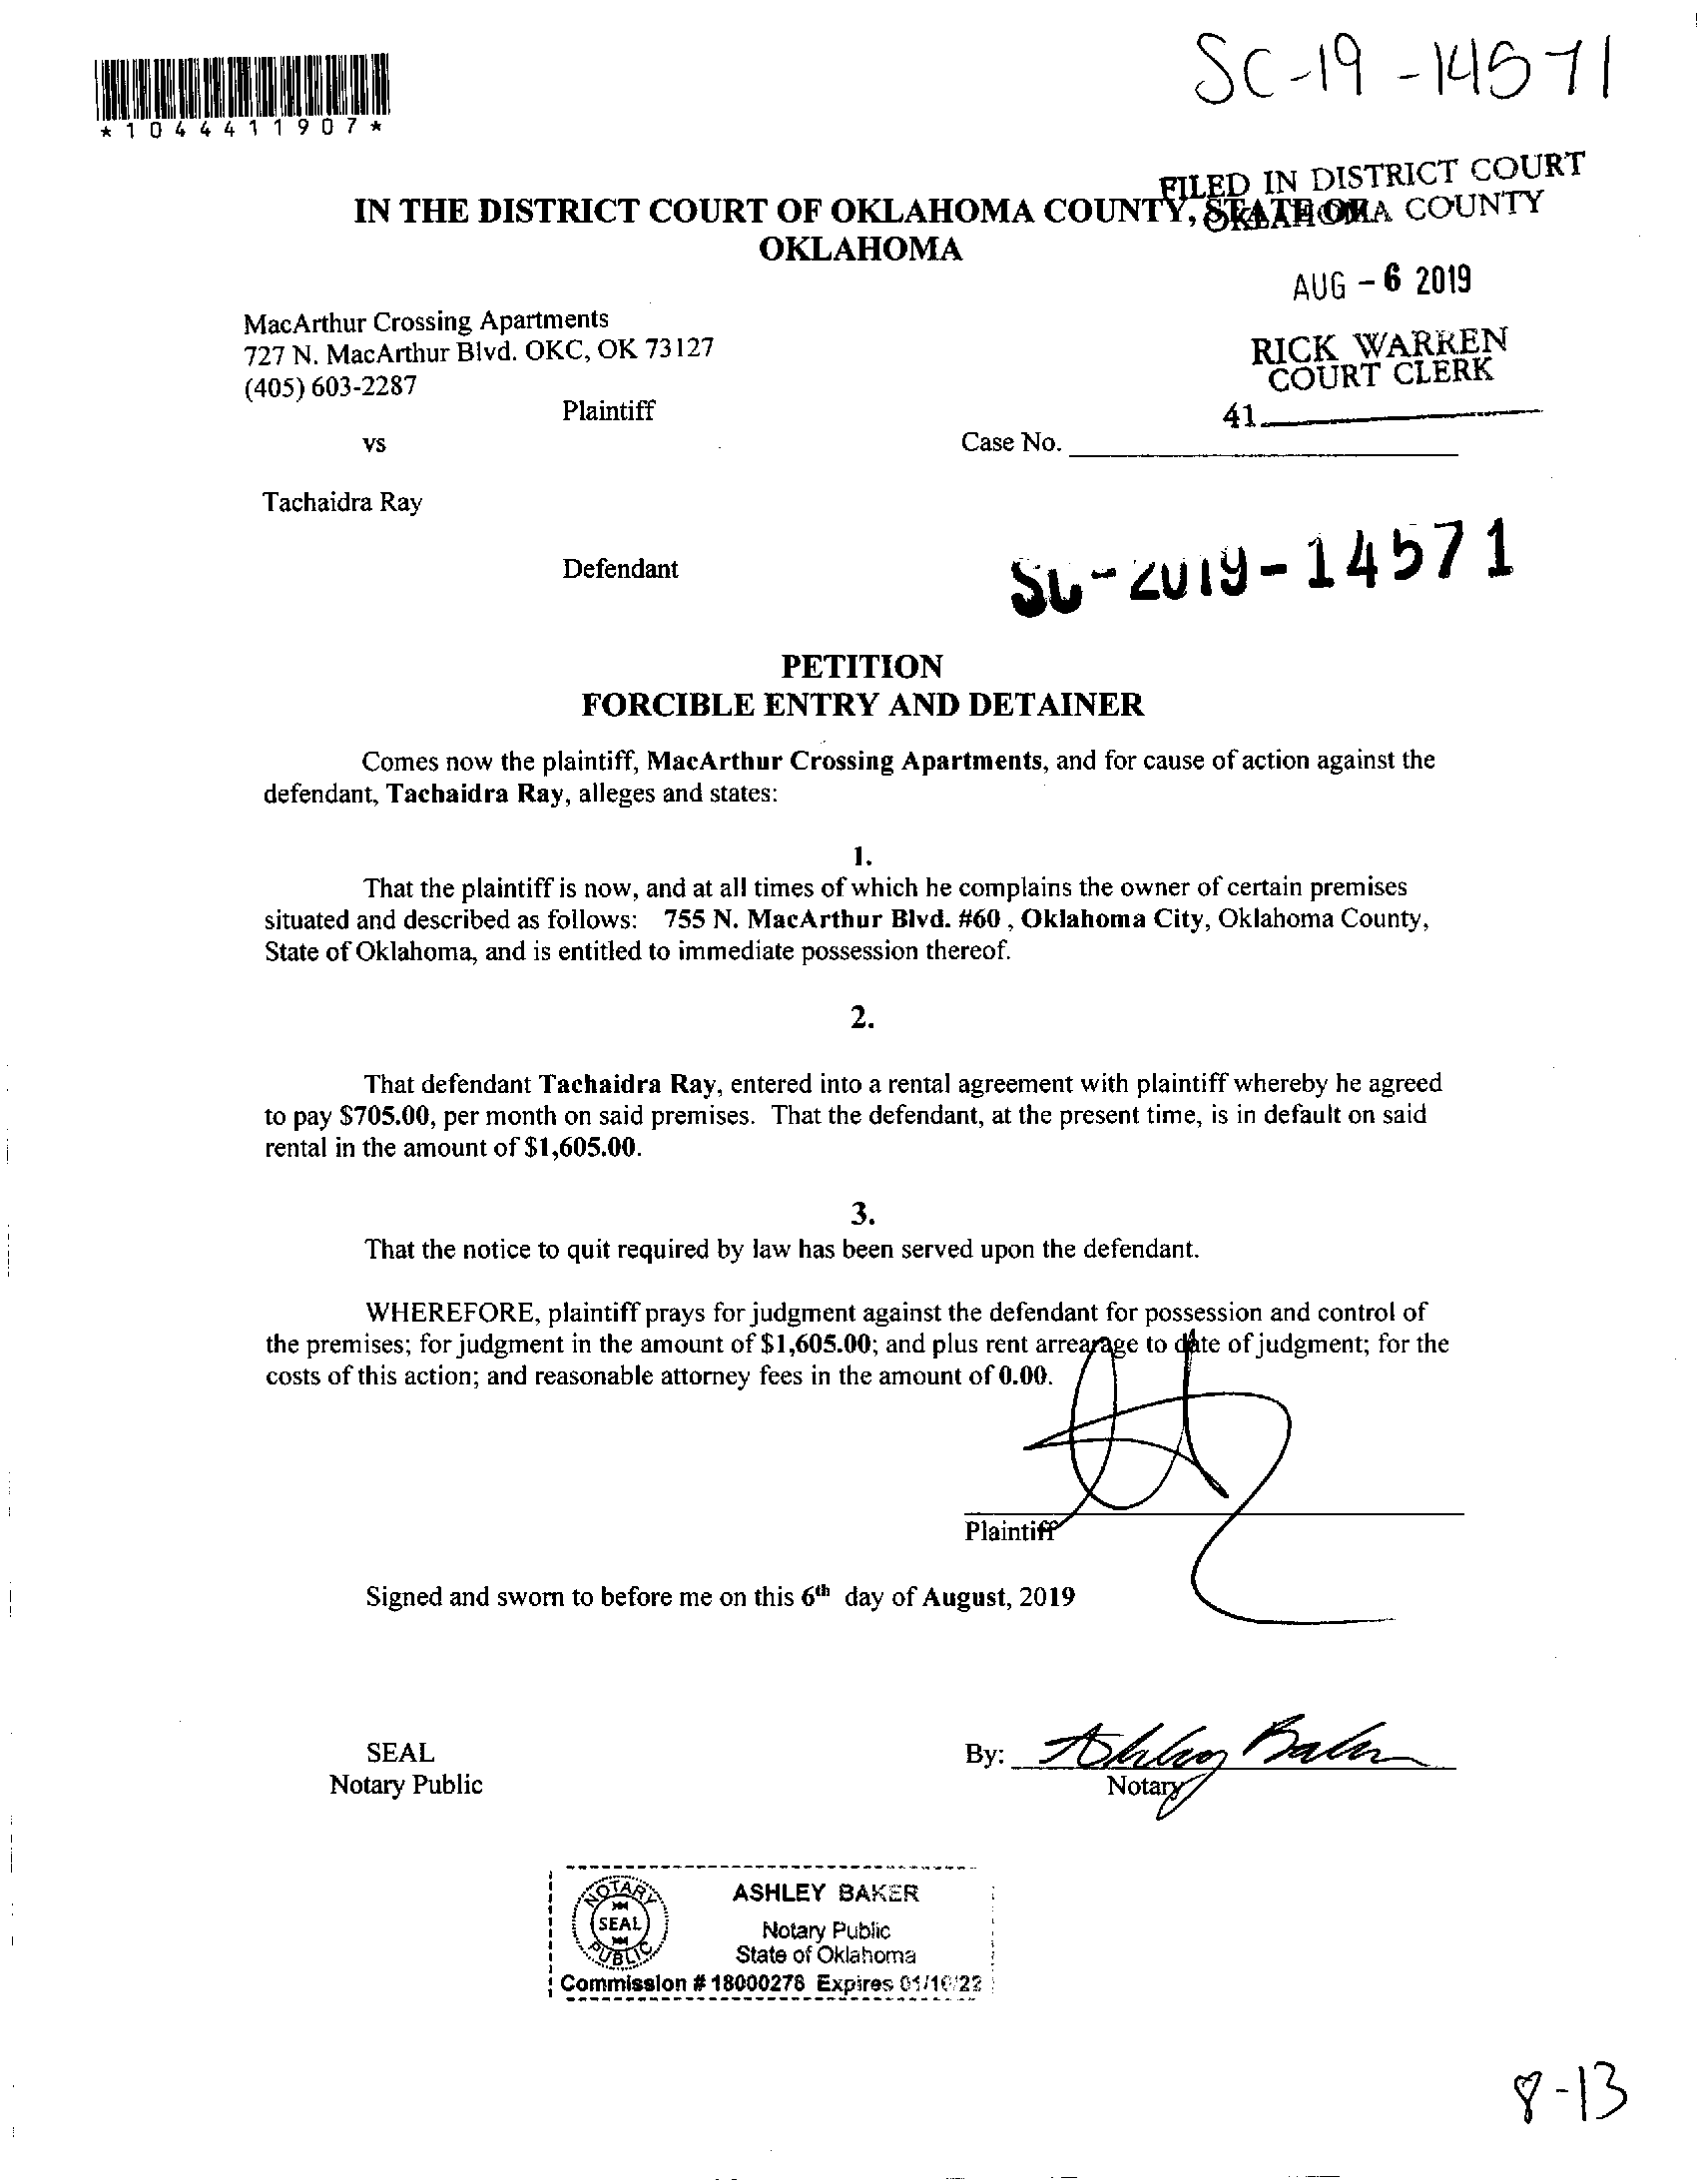 SC-19-14571
*1044411907*
FILED IN DISTRICT COURT
OKLAHOMA COUNTY
IN THE DISTRICT COURT OF OKLAHOMA COUNTY, STATE OF
OKLAHOMA
AUG - 6 2019
MacArthur Crossing Apartments
727 N. MacArthur Blvd. OKC, OK 73127
(405) 603-2287
RICK WARREN
COURT CLERK
41
Plaintiff
vs
Case No.
Tachaidra Ray
Defendant
SC-2019-14571
PETITION
FORCIBLE ENTRY AND DETAINER
Comes now the plaintiff, MacArthur Crossing Apartments, and for cause of action against the
defendant, Tachaidra Ray, alleges and states:
1.
That the plaintiff is now, and at all times of which he complains the owner of certain premises
situated and described as follows: 755 N. MacArthur Blvd. #60 , Oklahoma City, Oklahoma County,
State of Oklahoma, and is entitled to immediate possession thereof.
2.
That defendant Tachaidra Ray, entered into a rental agreement with plaintiff whereby he agreed
to pay $705.00, per month on said premises. That the defendant, at the present time, is in default on said
rental in the amount of $1,605.00.
3.
That the notice to quit required by law has been served upon the defendant.
WHEREFORE, plaintiff prays for judgment against the defendant for possession and control of
the premises; for judgment in the amount of $1,605.00; and plus rent arrearage to date of judgment; for the
costs of this action; and reasonable attorney fees in the amount of 0.00.
Plaintiff
Signed and sworn to before me on this 6th day of August, 2019
SEAL
Notary Public
By: Ashley Baker
Notary
NOTARY
SEAL
PUBLIC
ASHLEY BAKER
Notary Public
State of Oklahoma
Commission # 18000278 Expires 01/10/22
8-13